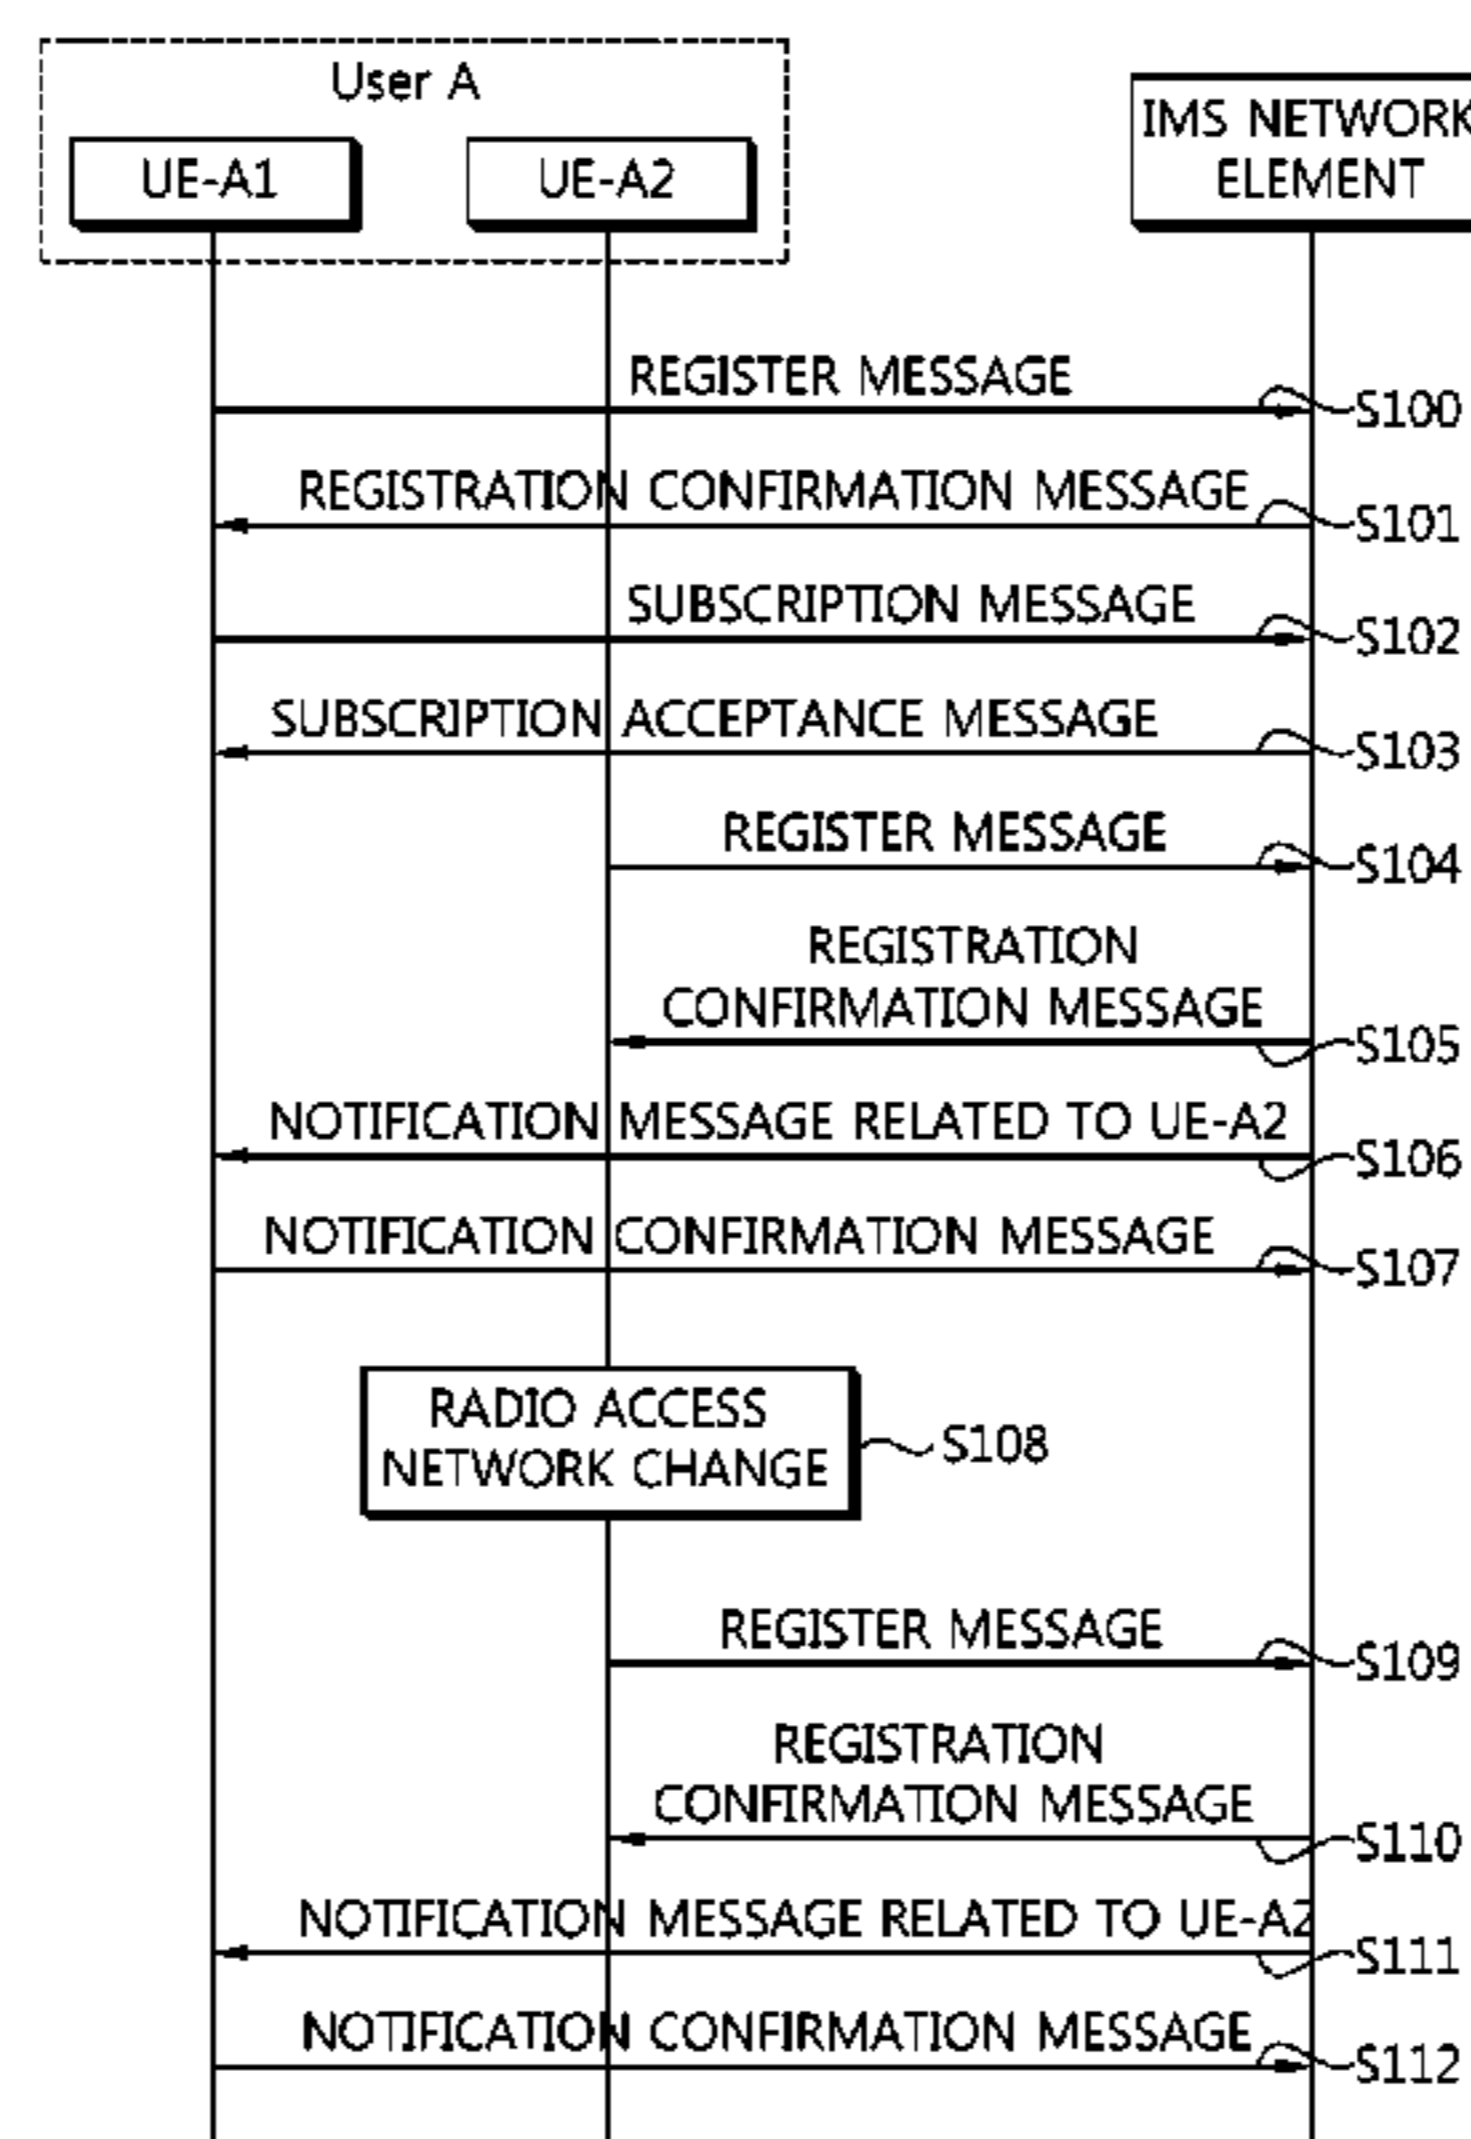 User A
UE-A1
UE-A2
IMS NETWORK
ELEMENT
REGISTER MESSAGE
S100
REGISTRATION CONFIRMATION MESSAGE
S101
SUBSCRIPTION MESSAGE
S102
SUBSCRIPTION ACCEPTANCE MESSAGE
S103
REGISTER MESSAGE
S104
REGISTRATION
CONFIRMATION MESSAGE
S105
NOTIFICATION MESSAGE RELATED TO UE-A2
S106
NOTIFICATION CONFIRMATION MESSAGE
S107
RADIO ACCESS
NETWORK CHANGE
S108
REGISTER MESSAGE
S109
REGISTRATION
CONFIRMATION MESSAGE
S110
NOTIFICATION MESSAGE RELATED TO UE-A2
S111
NOTIFICATION CONFIRMATION MESSAGE
S112